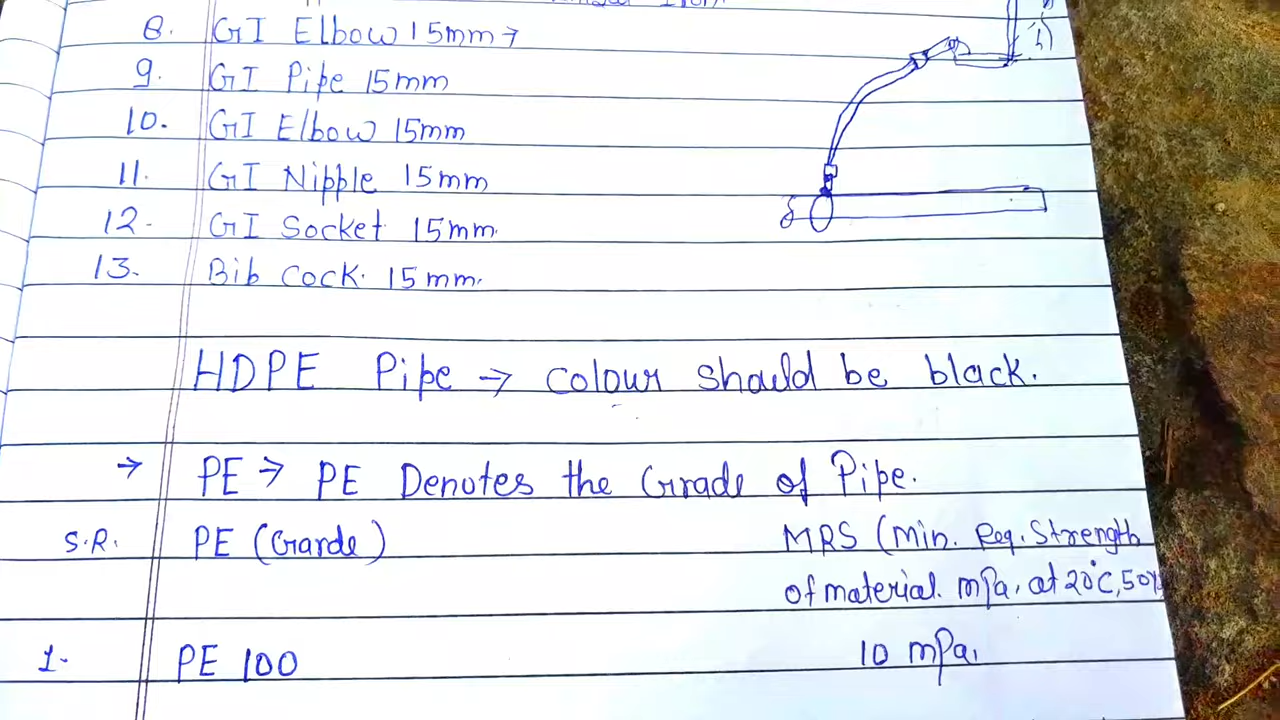 8. GI Elbow 15mm →
9. GI Pipe 15mm
10. GI Elbow 15mm
11. GI Nipple 15mm
12. GI Socket 15mm.
13. Bib Cock. 15mm.
HDPE Pipe → colour should be black.
→ PE → PE Denotes the Grade of Pipe.
S.R. PE (Garde) MRS (Min. Req. Strength
of material. mPa, at 20°C, 50
1. PE 100 10 mPa.